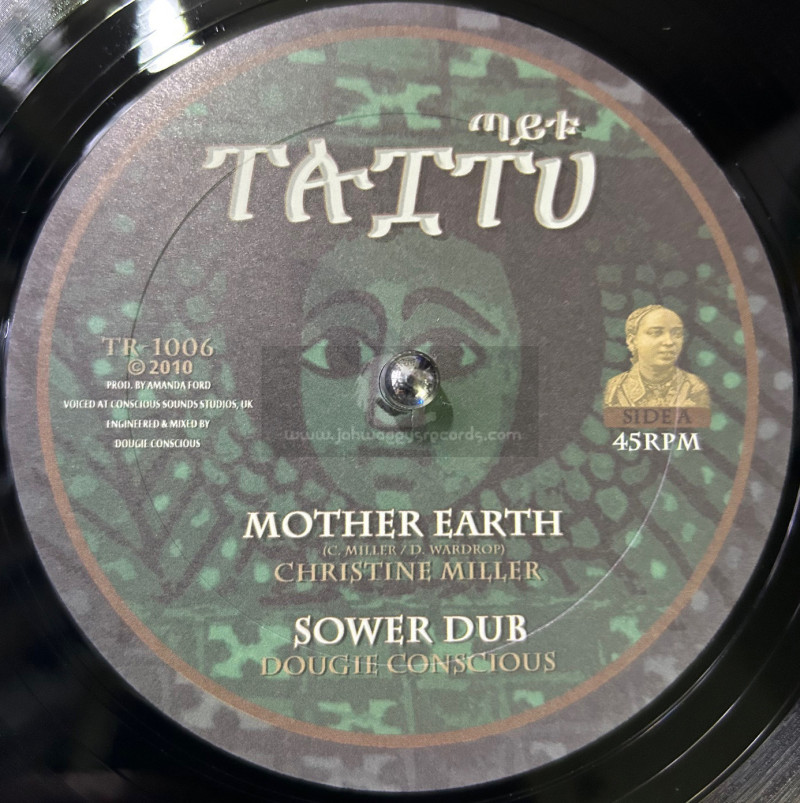 ጣይቱ
TAITU
TR-1006
© 2010
PROD. BY AMANDA FORD
VOICED AT CONSCIOUS SOUNDS STUDIOS, UK
ENGINEERED & MIXED BY
DOUGIE CONSCIOUS
SIDE A
45RPM
www.jahwaggysrecords.com
MOTHER EARTH
(C. MILLER / D. WARDROP)
CHRISTINE MILLER
SOWER DUB
DOUGIE CONSCIOUS